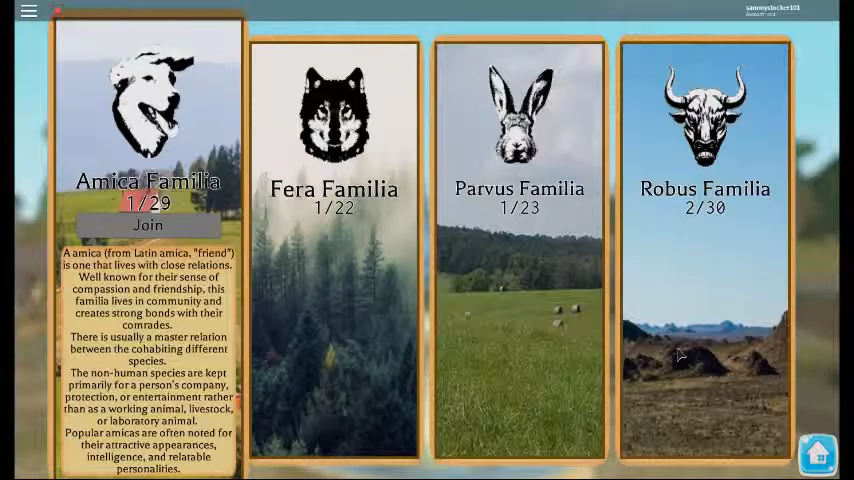 sammystocker101
Amica Familia
1/29
Join
A amica (from Latin amica, "friend")
is one that lives with close relations.
Well known for their sense of
compassion and friendship, this
familia lives in community and
creates strong bonds with their
comrades.
There is usually a master relation
between the cohabiting different
species.
The non-human species are kept
primarily for a person's company,
protection, or entertainment rather
than as a working animal, livestock,
or laboratory animal.
Popular amicas are often noted for
their attractive appearances,
intelligence, and relatable
personalities.
Fera Familia
1/22
Parvus Familia
1/23
Robus Familia
2/30